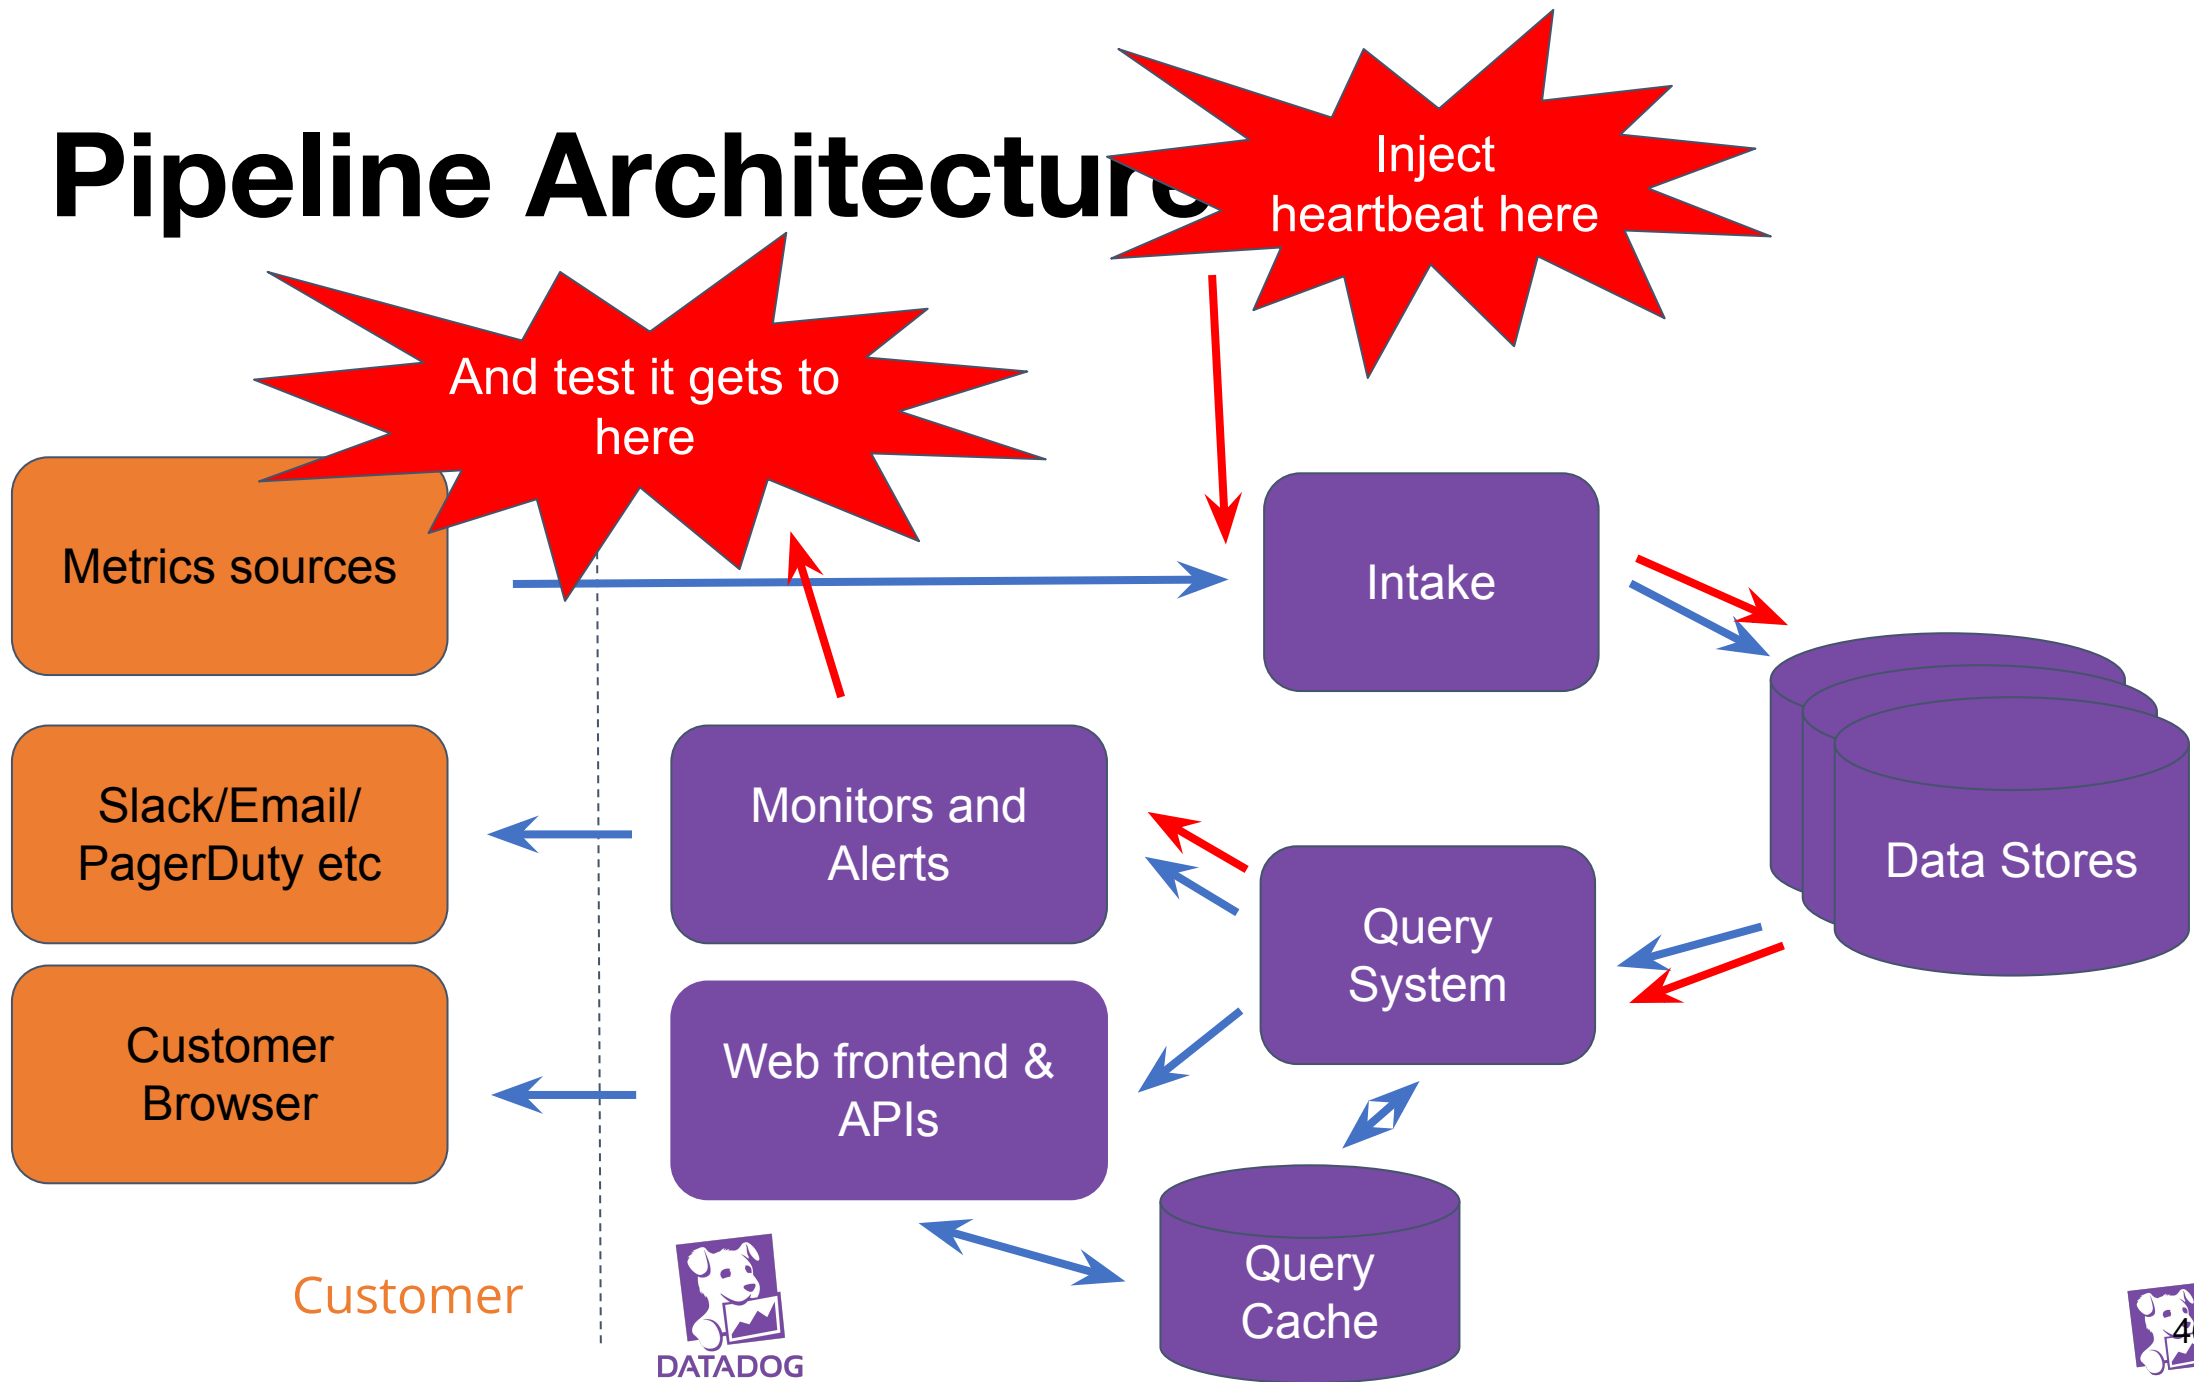 Pipeline Architecture
Inject
heartbeat here
And test it gets to
here
Metrics sources
Intake
Slack/Email/
PagerDuty etc
Monitors and
Alerts
Data Stores
Query
System
Customer
Browser
Web frontend &
APIs
Query
Cache
Customer
DATADOG